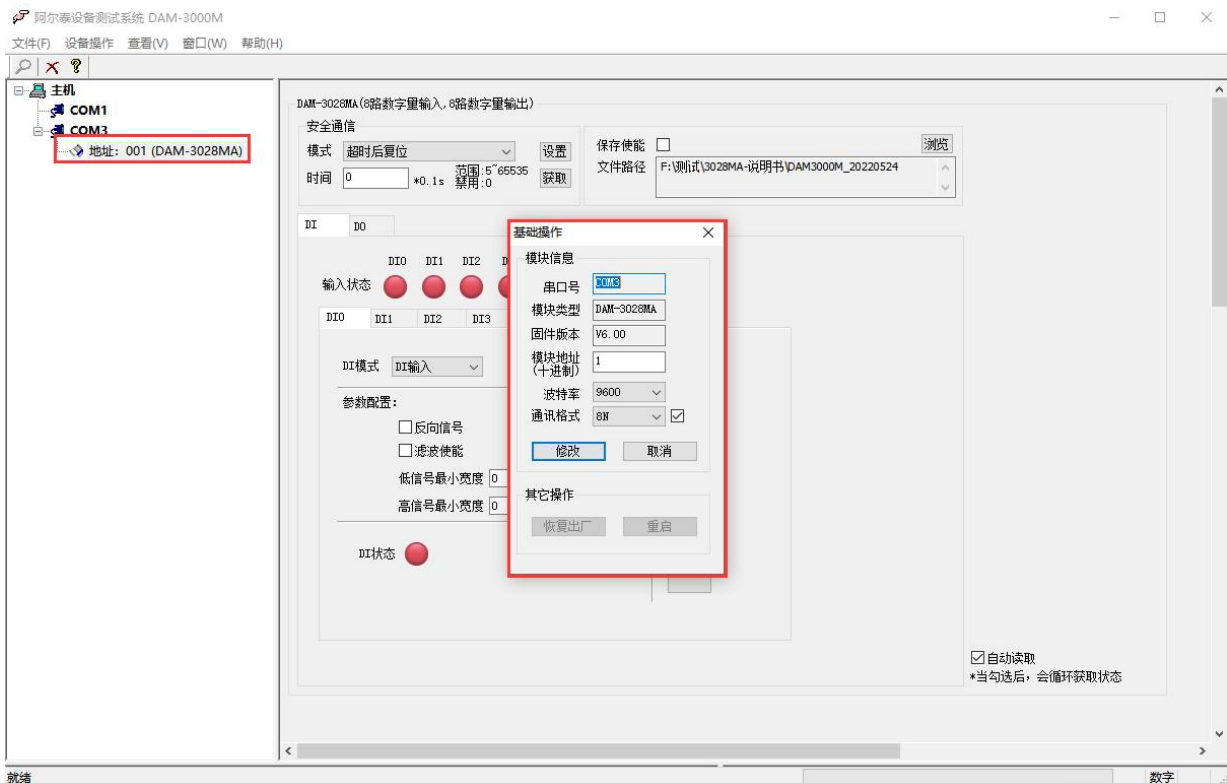 阿尔泰设备测试系统 DAM-3000M
文件(F) 设备操作 查看(V) 窗口(W) 帮助(H)
主机
COM1
COM3
地址: 001 (DAM-3028MA)
DAM-3028MA(8路数字量输入,8路数字量输出)
安全通信
模式 超时后复位 设置
时间 0 *0.1s 范围:5~65535 禁用:0 获取
保存使能 浏览
文件路径 F:\测试\3028MA-说明书\DAM3000M_20220524
DI DO
DI0 DI1 DI2
输入状态
DI0 DI1 DI2 DI3
DI模式 DI输入
参数配置:
反向信号
滤波使能
低信号最小宽度 0
高信号最小宽度 0
DI状态
基础操作
模块信息
串口号 COM3
模块类型 DAM-3028MA
固件版本 V6.00
模块地址 1
(十进制)
波特率 9600
通讯格式 8N
修改 取消
其它操作
恢复出厂 重启
自动读取
*当勾选后,会循环获取状态
就绪
数字